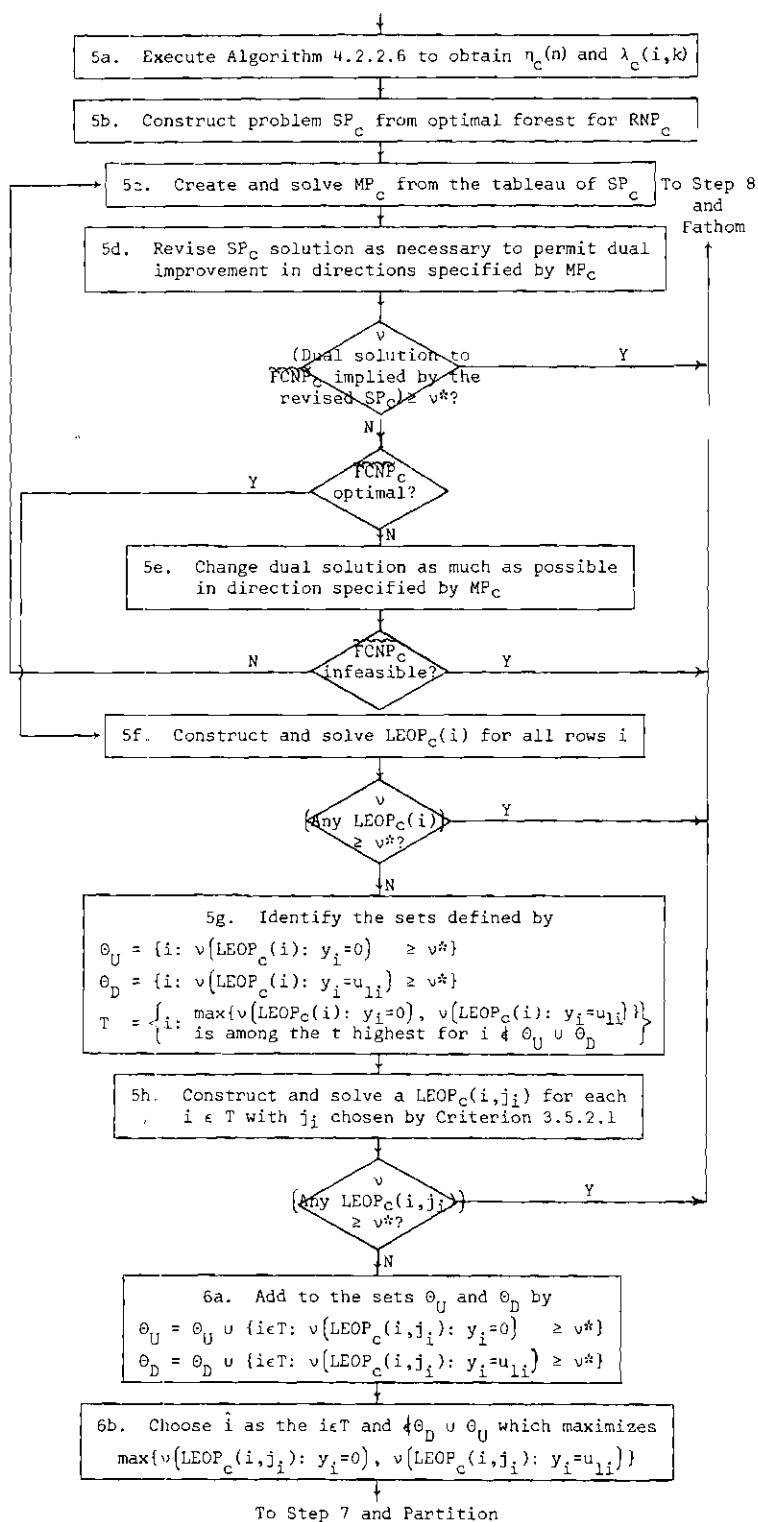 5a. Execute Algorithm 4.2.2.6 to obtain η_c(n) and λ_c(i,k)
5b. Construct problem SP_c from optimal forest for RNP_c
5c. Create and solve MP_c from the tableau of SP_c
To Step 8
and
Fathom
5d. Revise SP_c solution as necessary to permit dual
improvement in directions specified by MP_c
ν
(Dual solution to
FCNP_c implied by the
revised SP_c) ≥ ν*?
Y
N
FCNP_c
optimal?
Y
N
5e. Change dual solution as much as possible
in direction specified by MP_c
FCNP_c
infeasible?
N
Y
5f. Construct and solve LEOP_c(i) for all rows i
ν
(Any LEOP_c(i))
≥ ν*?
Y
N
5g. Identify the sets defined by
Θ_U = {i: ν(LEOP_c(i): y_i=0) ≥ ν*}
Θ_D = {i: ν(LEOP_c(i): y_i=u_li) ≥ ν*}
T = {i: max{ν(LEOP_c(i): y_i=0), ν(LEOP_c(i): y_i=u_li)}
is among the t highest for i ∉ Θ_U ∪ Θ_D}
5h. Construct and solve a LEOP_c(i,j_i) for each
i ε T with j_i chosen by Criterion 3.5.2.1
ν
(Any LEOP_c(i,j_i))
≥ ν*?
Y
N
6a. Add to the sets Θ_U and Θ_D by
Θ_U = Θ_U ∪ {iεT: ν(LEOP_c(i,j_i): y_i=0) ≥ ν*}
Θ_D = Θ_D ∪ {iεT: ν(LEOP_c(i,j_i): y_i=u_li) ≥ ν*}
6b. Choose î as the iεT and ∉Θ_D ∪ Θ_U which maximizes
max{ν(LEOP_c(i,j_i): y_i=0), ν(LEOP_c(i,j_i): y_i=u_li)}
To Step 7 and Partition